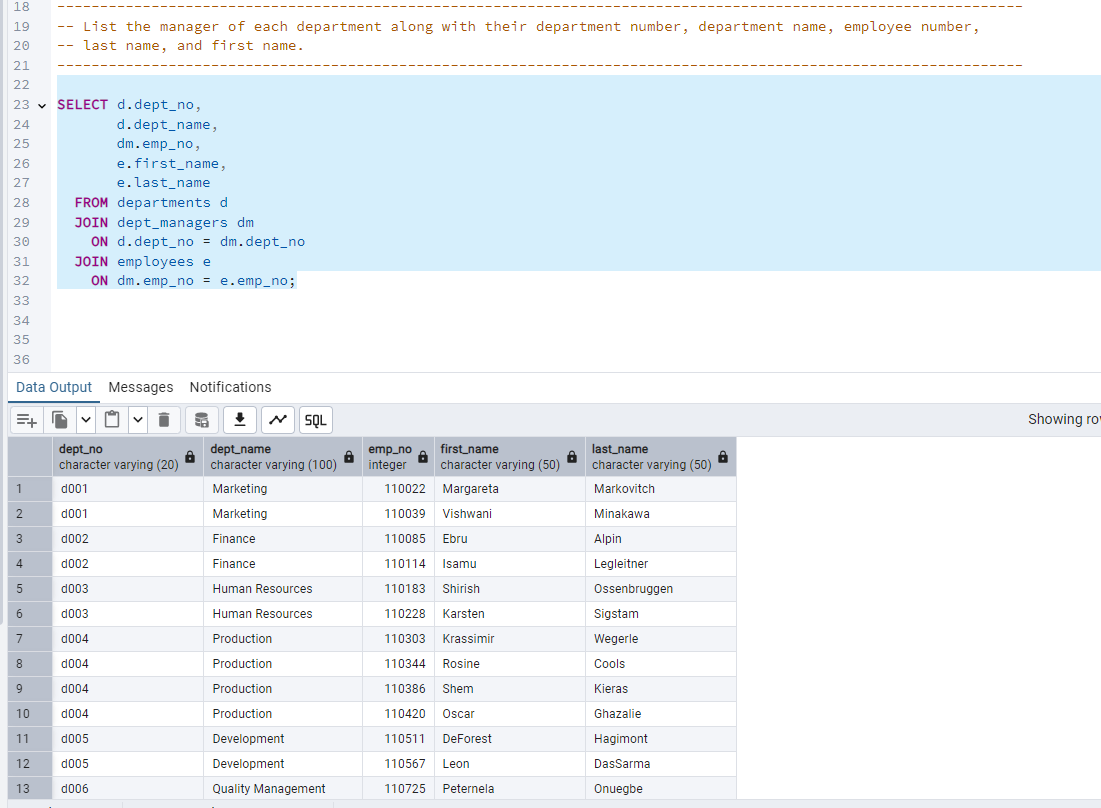 18 ----------------------------------------------------------------------------------------------------------------
19 -- List the manager of each department along with their department number, department name, employee number,
20 -- last name, and first name.
21 ----------------------------------------------------------------------------------------------------------------
22
23 SELECT d.dept_no,
24 d.dept_name,
25 dm.emp_no,
26 e.first_name,
27 e.last_name
28 FROM departments d
29 JOIN dept_managers dm
30 ON d.dept_no = dm.dept_no
31 JOIN employees e
32 ON dm.emp_no = e.emp_no;
33
34
35
36
Data Output Messages Notifications
SQL Showing
dept_no dept_name emp_no first_name last_name
character varying (20) character varying (100) integer character varying (50) character varying (50)
1 d001 Marketing 110022 Margareta Markovitch
2 d001 Marketing 110039 Vishwani Minakawa
3 d002 Finance 110085 Ebru Alpin
4 d002 Finance 110114 Isamu Legleitner
5 d003 Human Resources 110183 Shirish Ossenbruggen
6 d003 Human Resources 110228 Karsten Sigstam
7 d004 Production 110303 Krassimir Wegerle
8 d004 Production 110344 Rosine Cools
9 d004 Production 110386 Shem Kieras
10 d004 Production 110420 Oscar Ghazalie
11 d005 Development 110511 DeForest Hagimont
12 d005 Development 110567 Leon DasSarma
13 d006 Quality Management 110725 Peternela Onuegbe